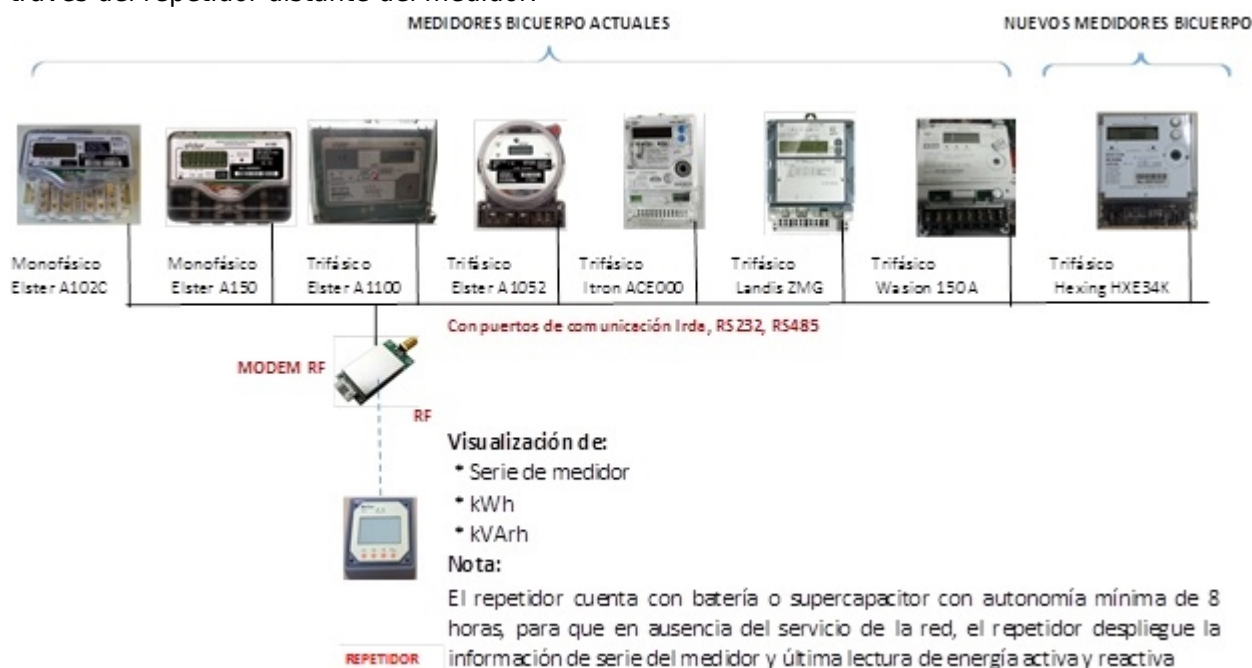 través del repetidor distante del medidor.
MEDIDORES BICUERPO ACTUALES
NUEVOS MEDIDORES BICUERPO
Monofásico
Elster A102C
Monofásico
Elster A150
Trifásico
Elster A1100
Trifásico
Elster A1052
Trifásico
Itron ACE000
Trifásico
Landis ZMG
Trifásico
Wasion 150A
Trifásico
Hexing HXE34K
Con puertos de comunicación Irda, RS232, RS485
MODEM RF
RF
Visualización de:
* Serie de medidor
* kWh
* kVArh
Nota:
El repetidor cuenta con batería o supercapacitor con autonomía mínima de 8
horas, para que en ausencia del servicio de la red, el repetidor despliegue la
información de serie del medidor y última lectura de energía activa y reactiva
REPETIDOR